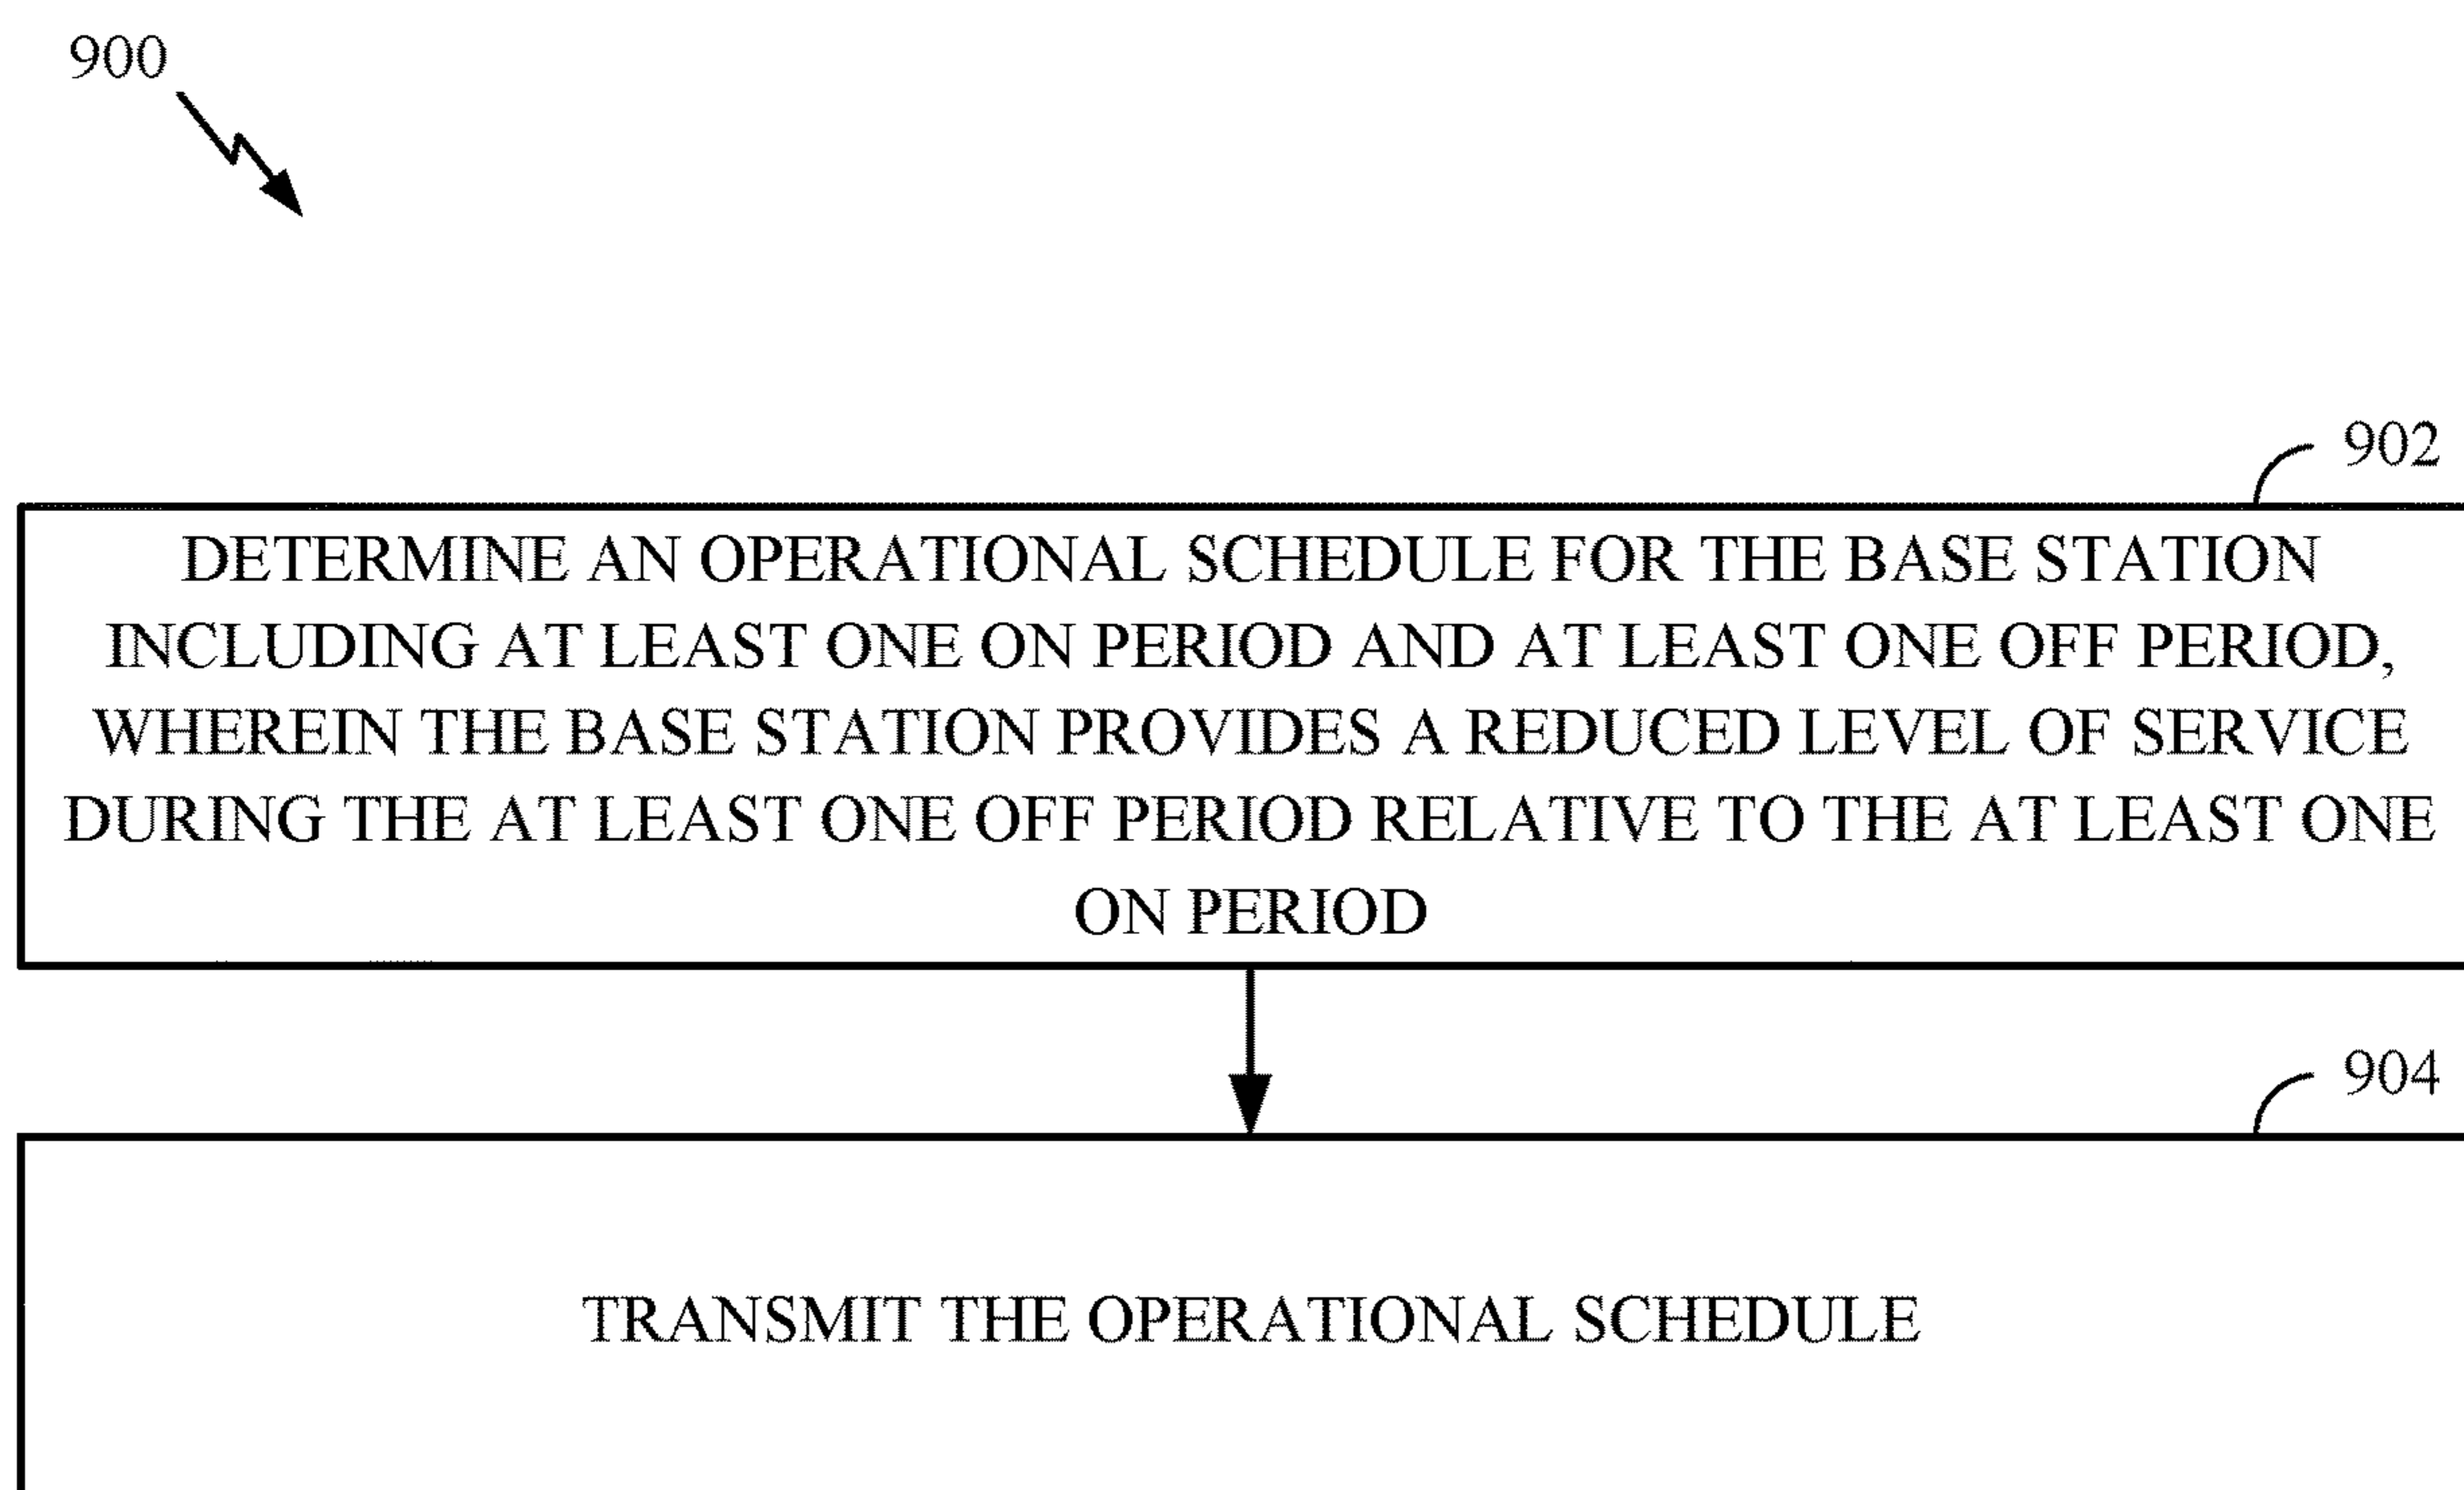 900
902
DETERMINE AN OPERATIONAL SCHEDULE FOR THE BASE STATION
INCLUDING AT LEAST ONE ON PERIOD AND AT LEAST ONE OFF PERIOD,
WHEREIN THE BASE STATION PROVIDES A REDUCED LEVEL OF SERVICE
DURING THE AT LEAST ONE OFF PERIOD RELATIVE TO THE AT LEAST ONE
ON PERIOD
904
TRANSMIT THE OPERATIONAL SCHEDULE